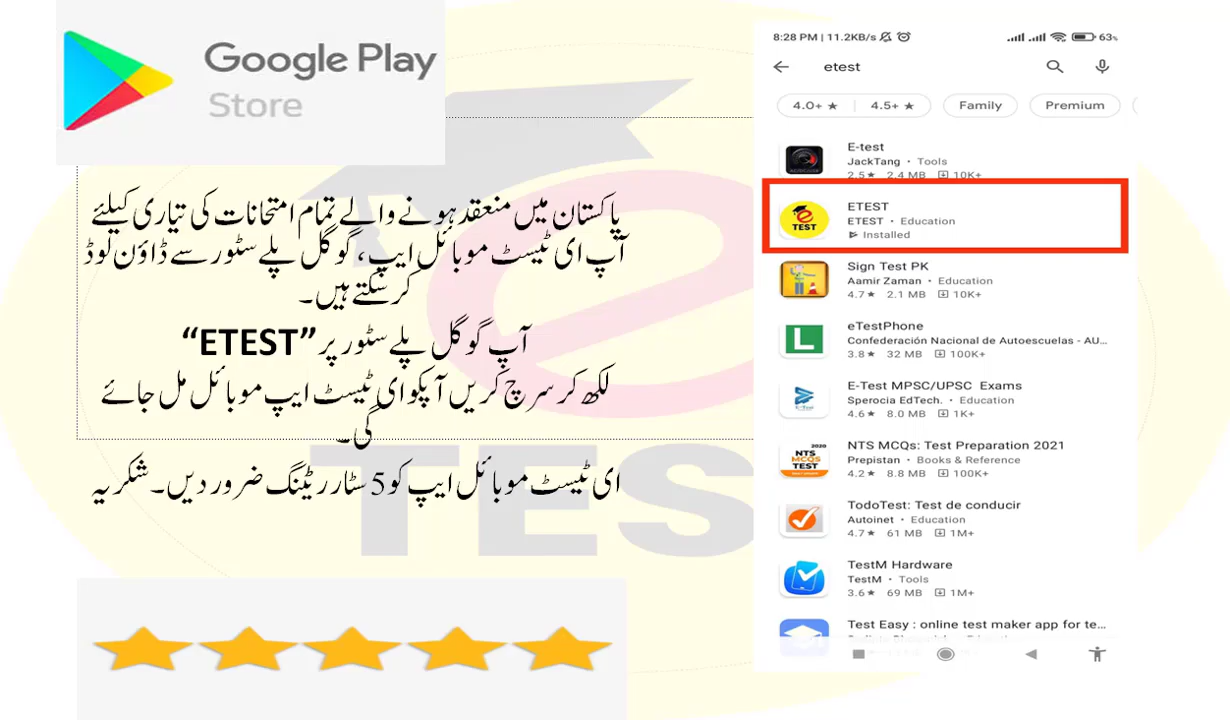 Google Play
Store
پاکستان میں منعقد ہونے والے تمام امتحانات کی تیاری کیلئے
آپ ای ٹیسٹ موبائل ایپ، گوگل پلے سٹور سے ڈاؤن لوڈ
کر سکتے ہیں۔
آپ گوگل پلے سٹور پر ”ETEST“
لکھ کر سرچ کریں آپکو ای ٹیسٹ ایپ موبائل مل جائے
گی۔
ای ٹیسٹ موبائل ایپ کو 5 سٹار ریٹنگ ضرور دیں۔ شکریہ
e
TES
8:28 PM | 11.2KB/s 63%
etest
4.0+ ★ 4.5+ ★ Family Premium
E-test
JackTang • Tools
2.5★ 2.4 MB 10K+
e
TEST
ETEST
ETEST • Education
Installed
Sign Test PK
Aamir Zaman • Education
4.7★ 2.1 MB 10K+
L
eTestPhone
Confederación Nacional de Autoescuelas - AU...
3.8★ 32 MB 100K+
E-Test MPSC/UPSC Exams
Sperocia EdTech. • Education
4.6★ 8.0 MB 1K+
2020
NTS
MCQs
TEST
NTS MCQs: Test Preparation 2021
Prepistan • Books & Reference
4.2★ 8.8 MB 100K+
TodoTest: Test de conducir
Autoinet • Education
4.7★ 61 MB 1M+
TestM Hardware
TestM • Tools
3.6★ 69 MB 1M+
Test Easy : online test maker app for te...